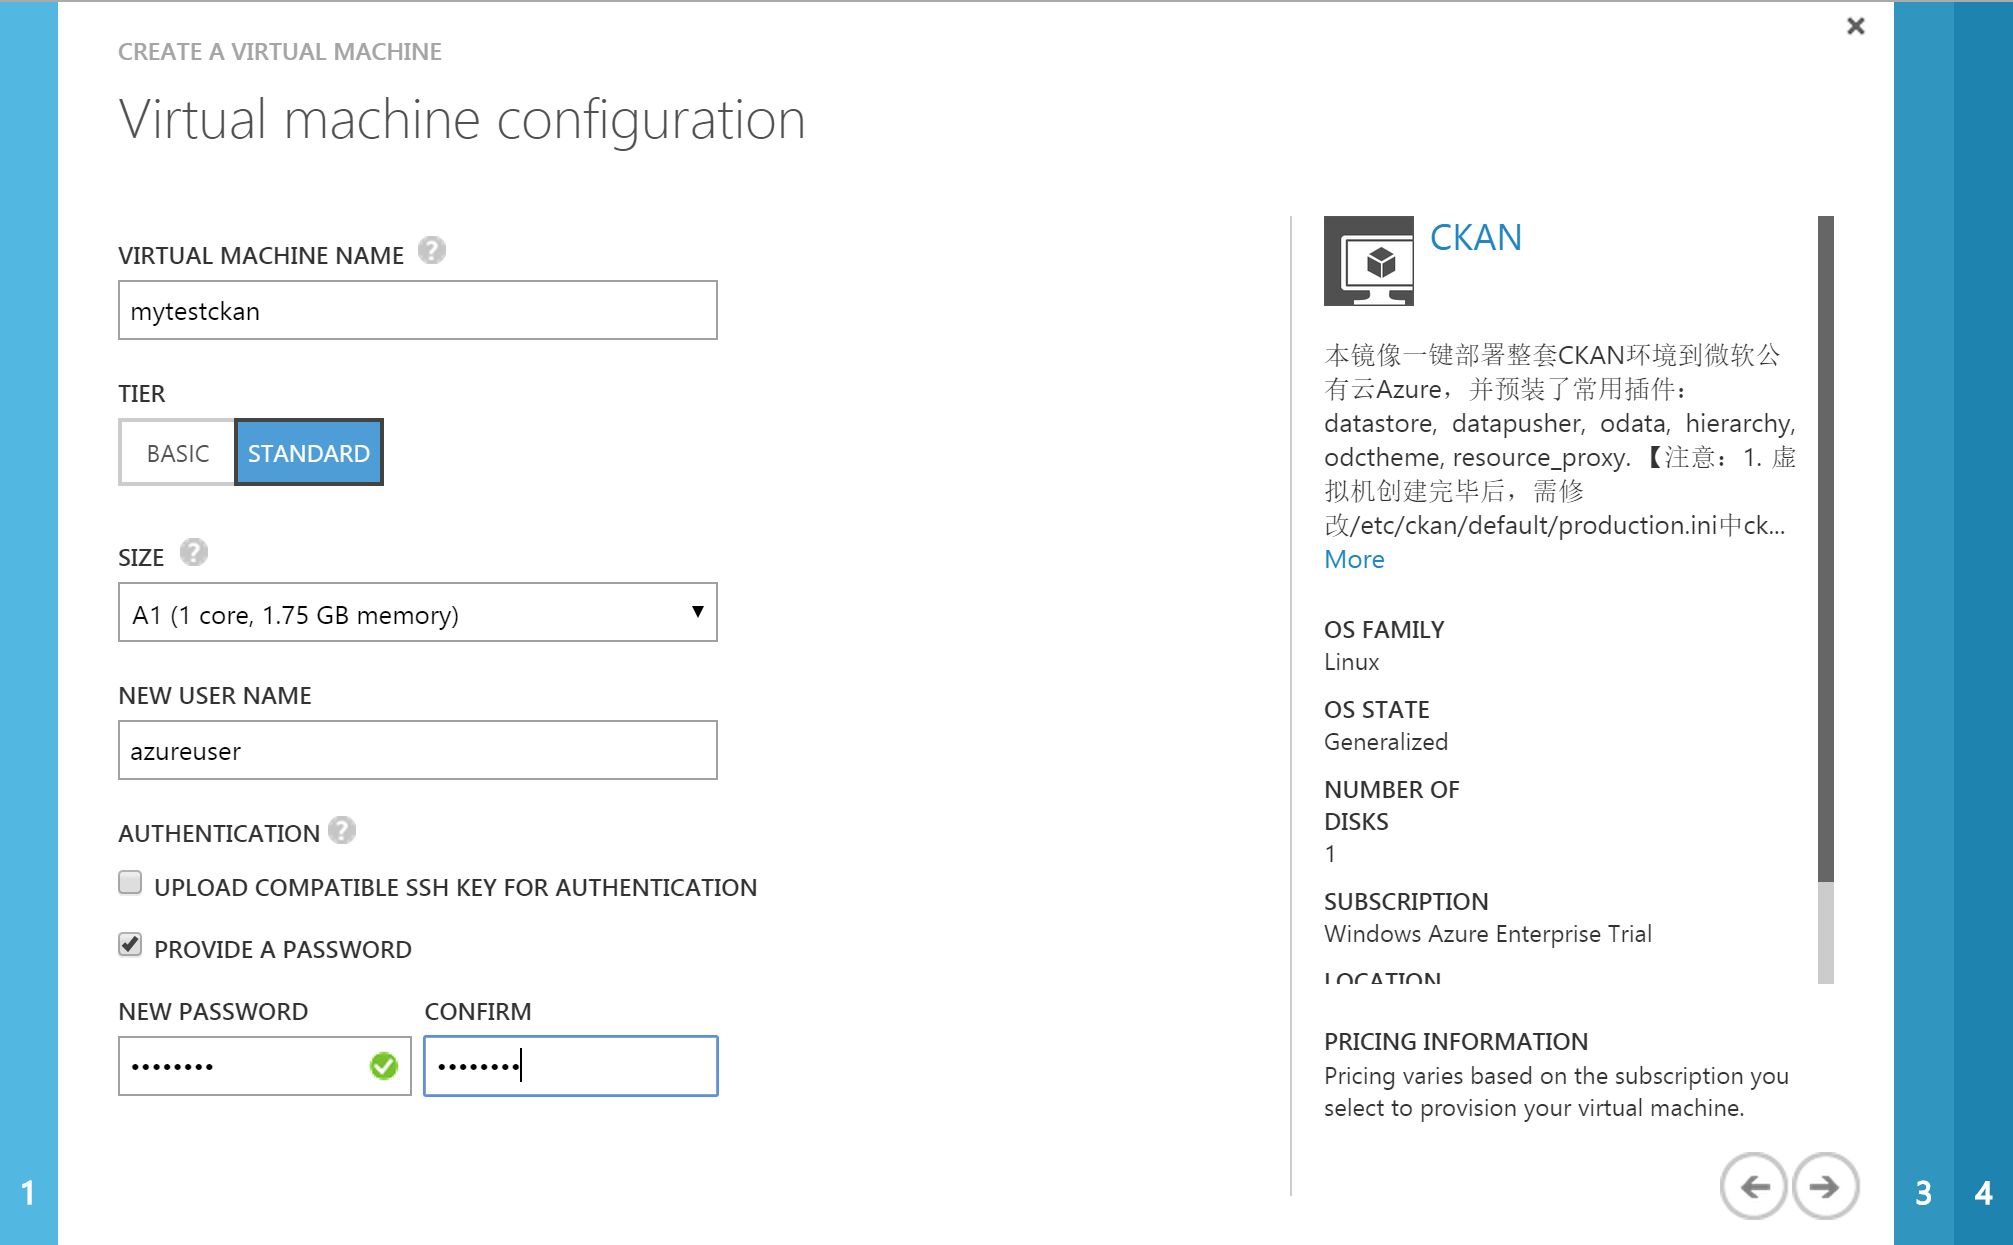 CREATE A VIRTUAL MACHINE
Virtual machine configuration
VIRTUAL MACHINE NAME ?
mytestckan
TIER
BASIC STANDARD
SIZE ?
A1 (1 core, 1.75 GB memory)
NEW USER NAME
azureuser
AUTHENTICATION ?
UPLOAD COMPATIBLE SSH KEY FOR AUTHENTICATION
PROVIDE A PASSWORD
NEW PASSWORD CONFIRM
•••••••• ••••••••
CKAN
本镜像一键部署整套CKAN环境到微软公
有云Azure，并预装了常用插件：
datastore, datapusher, odata, hierarchy,
odctheme, resource_proxy. 【注意：1. 虚
拟机创建完毕后，需修
改/etc/ckan/default/production.ini中ck...
More
OS FAMILY
Linux
OS STATE
Generalized
NUMBER OF
DISKS
1
SUBSCRIPTION
Windows Azure Enterprise Trial
LOCATION
PRICING INFORMATION
Pricing varies based on the subscription you
select to provision your virtual machine.
1
3 4